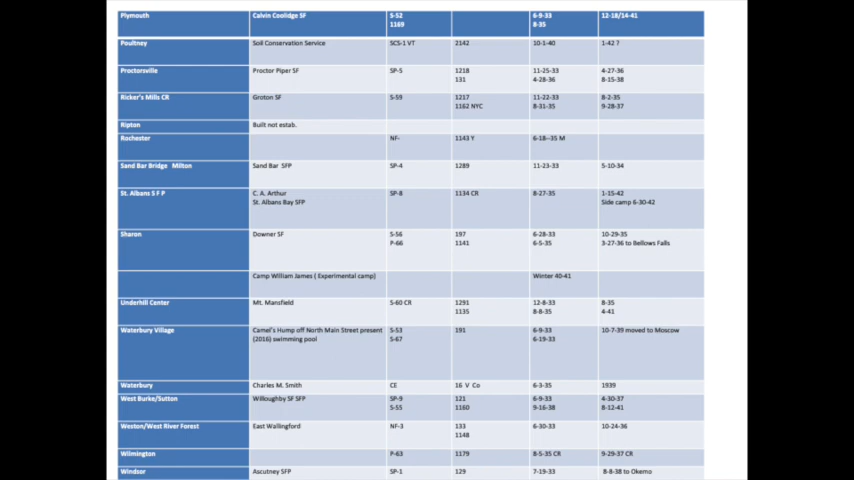 Plymouth Calvin Coolidge SF S-52 6-9-33 12-18/14-41
1169 8-35
Poultney Soil Conservation Service SCS-1 VT 2142 10-1-40 1-42 ?
Proctorsville Proctor Piper SF SP-5 1218 11-25-33 4-27-36
131 4-28-36 8-15-38
Ricker's Mills CR Groton SF S-59 1217 11-22-33 8-2-35
1162 NYC 8-31-35 9-28-37
Ripton Built not estab.
Rochester NF- 1143 Y 6-18--35 M
Sand Bar Bridge Milton Sand Bar SFP SP-4 1289 11-23-33 5-10-34
St. Albans S F P C. A. Arthur SP-8 1134 CR 8-27-35 1-15-42
St. Albans Bay SFP Side camp 6-30-42
Sharon Downer SF S-56 197 6-28-33 10-29-35
P-66 1141 6-5-35 3-27-36 to Bellows Falls
Camp William James ( Experimental camp) Winter 40-41
Underhill Center Mt. Mansfield S-60 CR 1291 12-8-33 8-35
1135 8-8-35 4-41
Waterbury Village Camel's Hump off North Main Street present S-53 191 6-9-33 10-7-39 moved to Moscow
(2016) swimming pool S-67 6-19-33
Waterbury Charles M. Smith CE 16 V Co 6-3-35 1939
West Burke/Sutton Willoughby SF SFP SP-9 121 6-9-33 4-30-37
S-55 1160 9-16-38 8-12-41
Weston/West River Forest East Wallingford NF-3 133 6-30-33 10-24-36
1148
Wilmington P-63 1179 8-5-35 CR 9-29-37 CR
Windsor Ascutney SFP SP-1 129 7-19-33 8-8-38 to Okemo